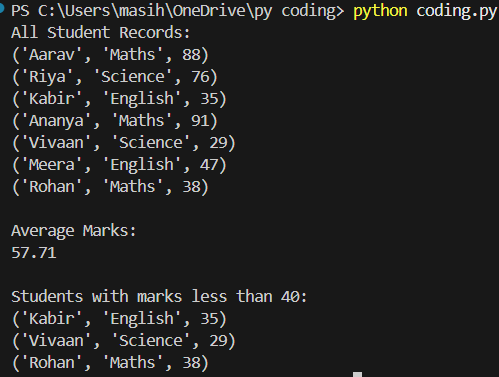 PS C:\Users\masih\OneDrive\py coding> python coding.py
All Student Records:
('Aarav', 'Maths', 88)
('Riya', 'Science', 76)
('Kabir', 'English', 35)
('Ananya', 'Maths', 91)
('Vivaan', 'Science', 29)
('Meera', 'English', 47)
('Rohan', 'Maths', 38)

Average Marks:
57.71

Students with marks less than 40:
('Kabir', 'English', 35)
('Vivaan', 'Science', 29)
('Rohan', 'Maths', 38)